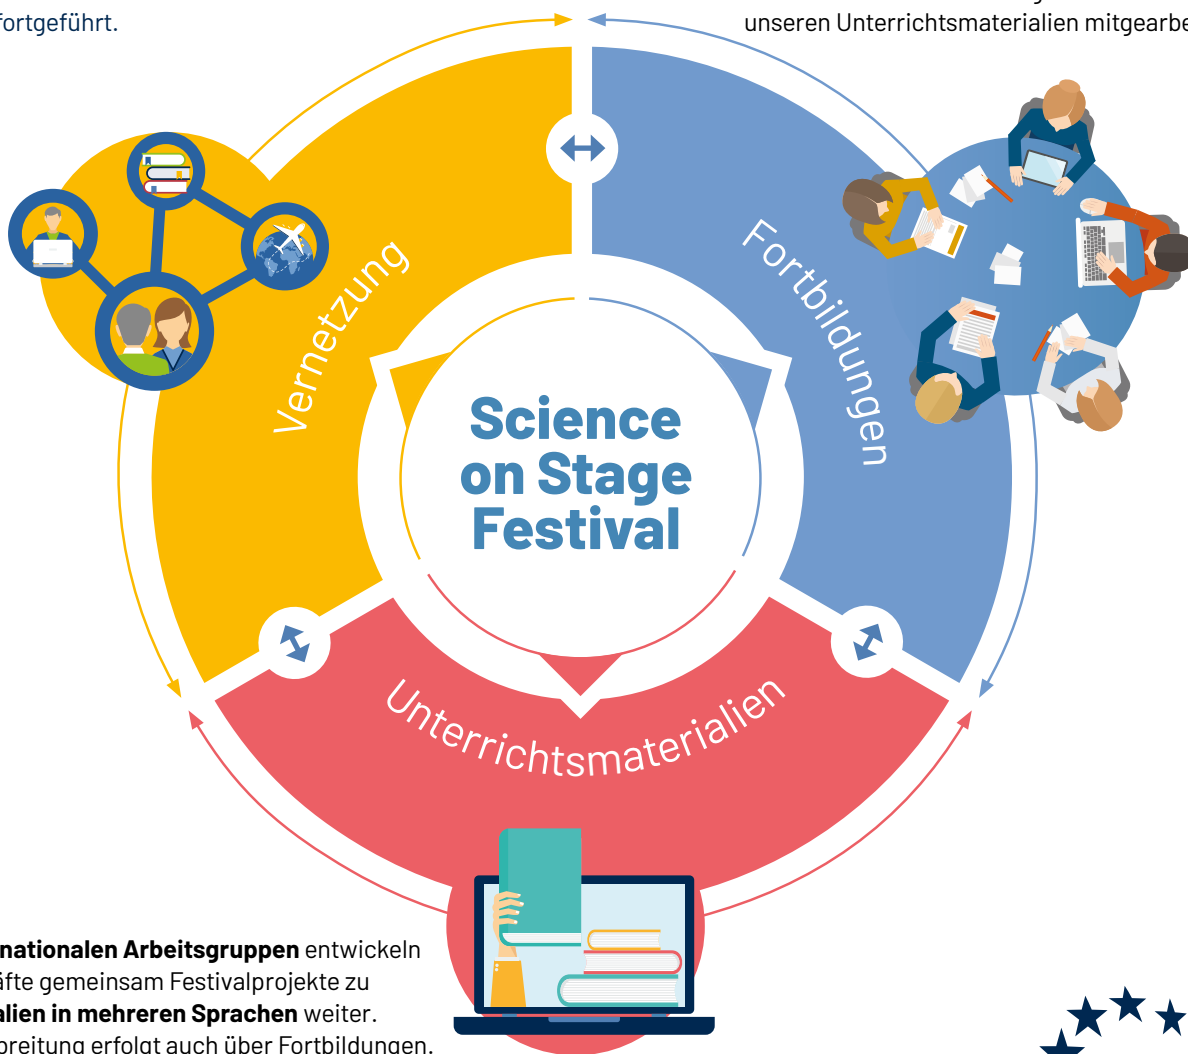 fortgeführt.
unseren Unterrichtsmaterialien mitgearbe
Vernetzung
Fortbildungen
Science
on Stage
Festival
Unterrichtsmaterialien
nationalen Arbeitsgruppen entwickeln
äfte gemeinsam Festivalprojekte zu
alien in mehreren Sprachen weiter.
breitung erfolgt auch über Fortbildungen.